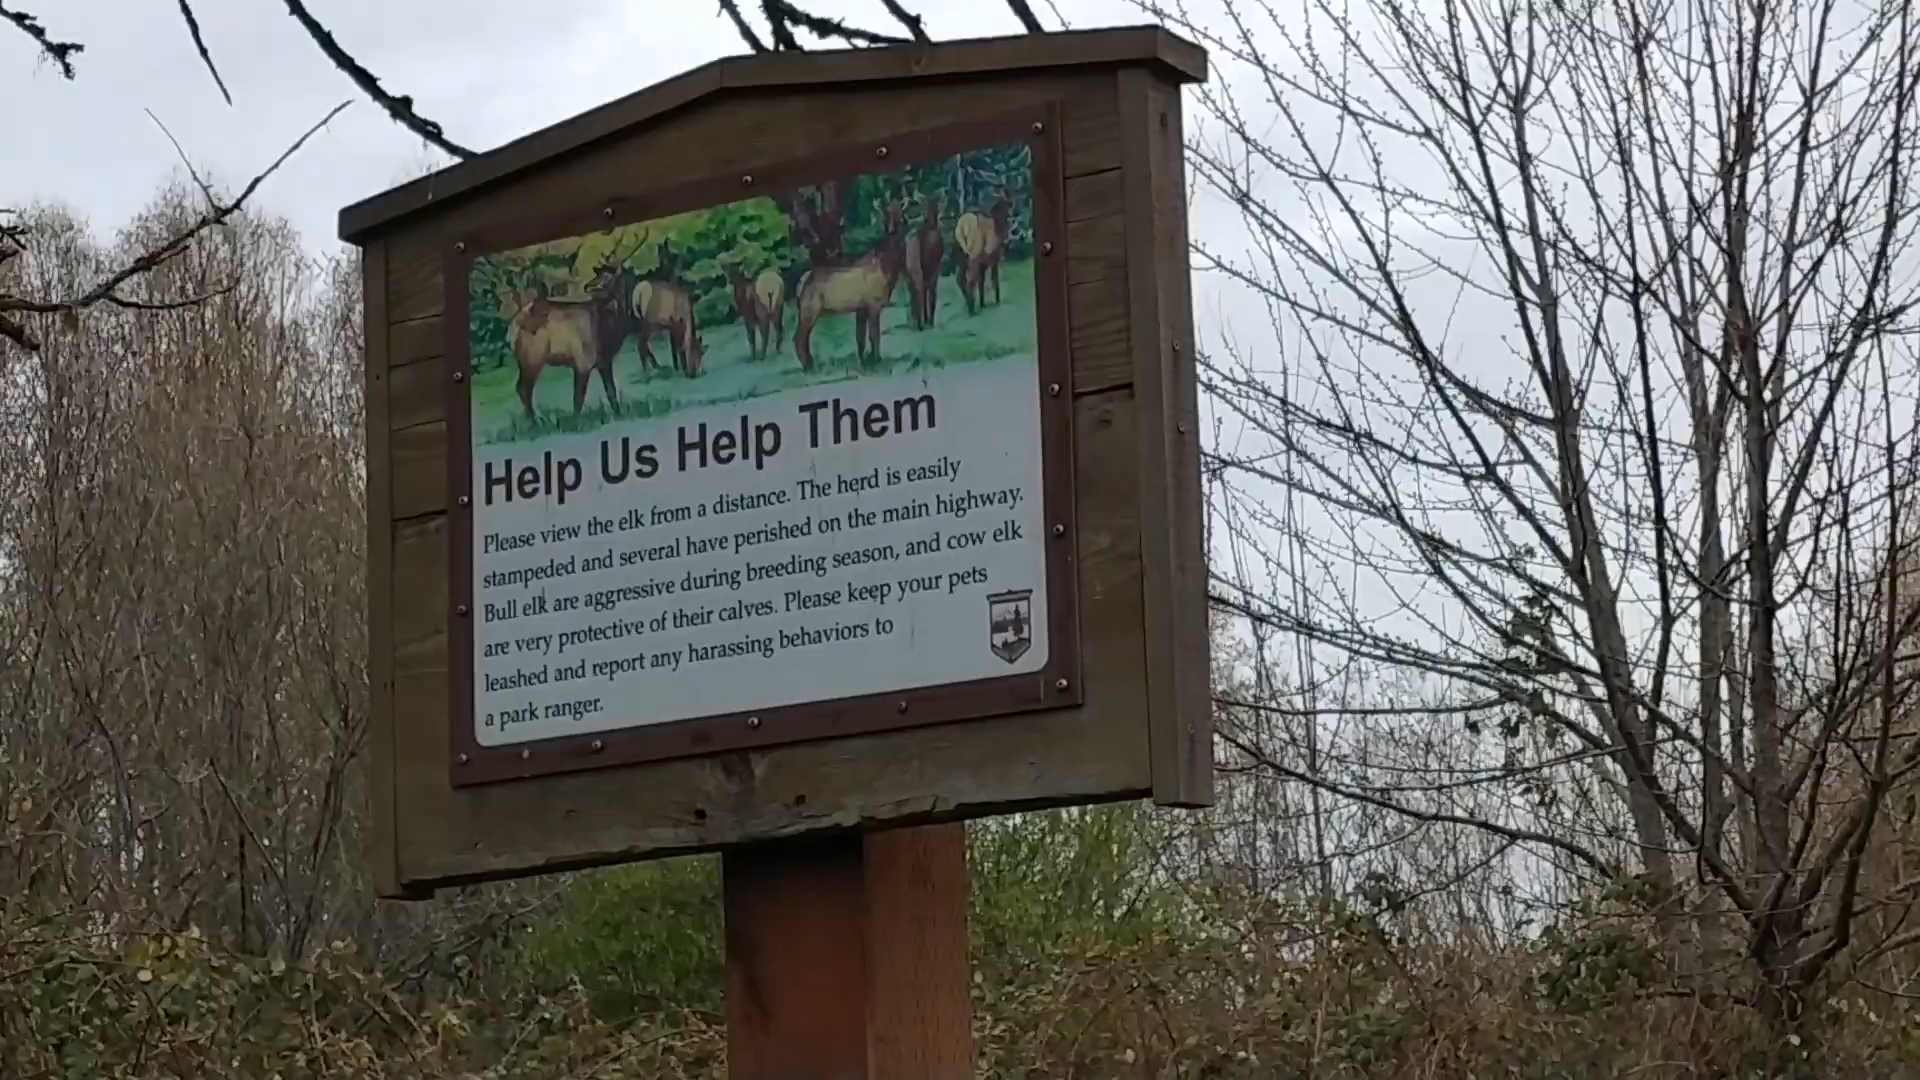 Help Us Help Them
Please view the elk from a distance. The herd is easily
stampeded and several have perished on the main highway.
Bull elk are aggressive during breeding season, and cow elk
are very protective of their calves. Please keep your pets
leashed and report any harassing behaviors to
a park ranger.